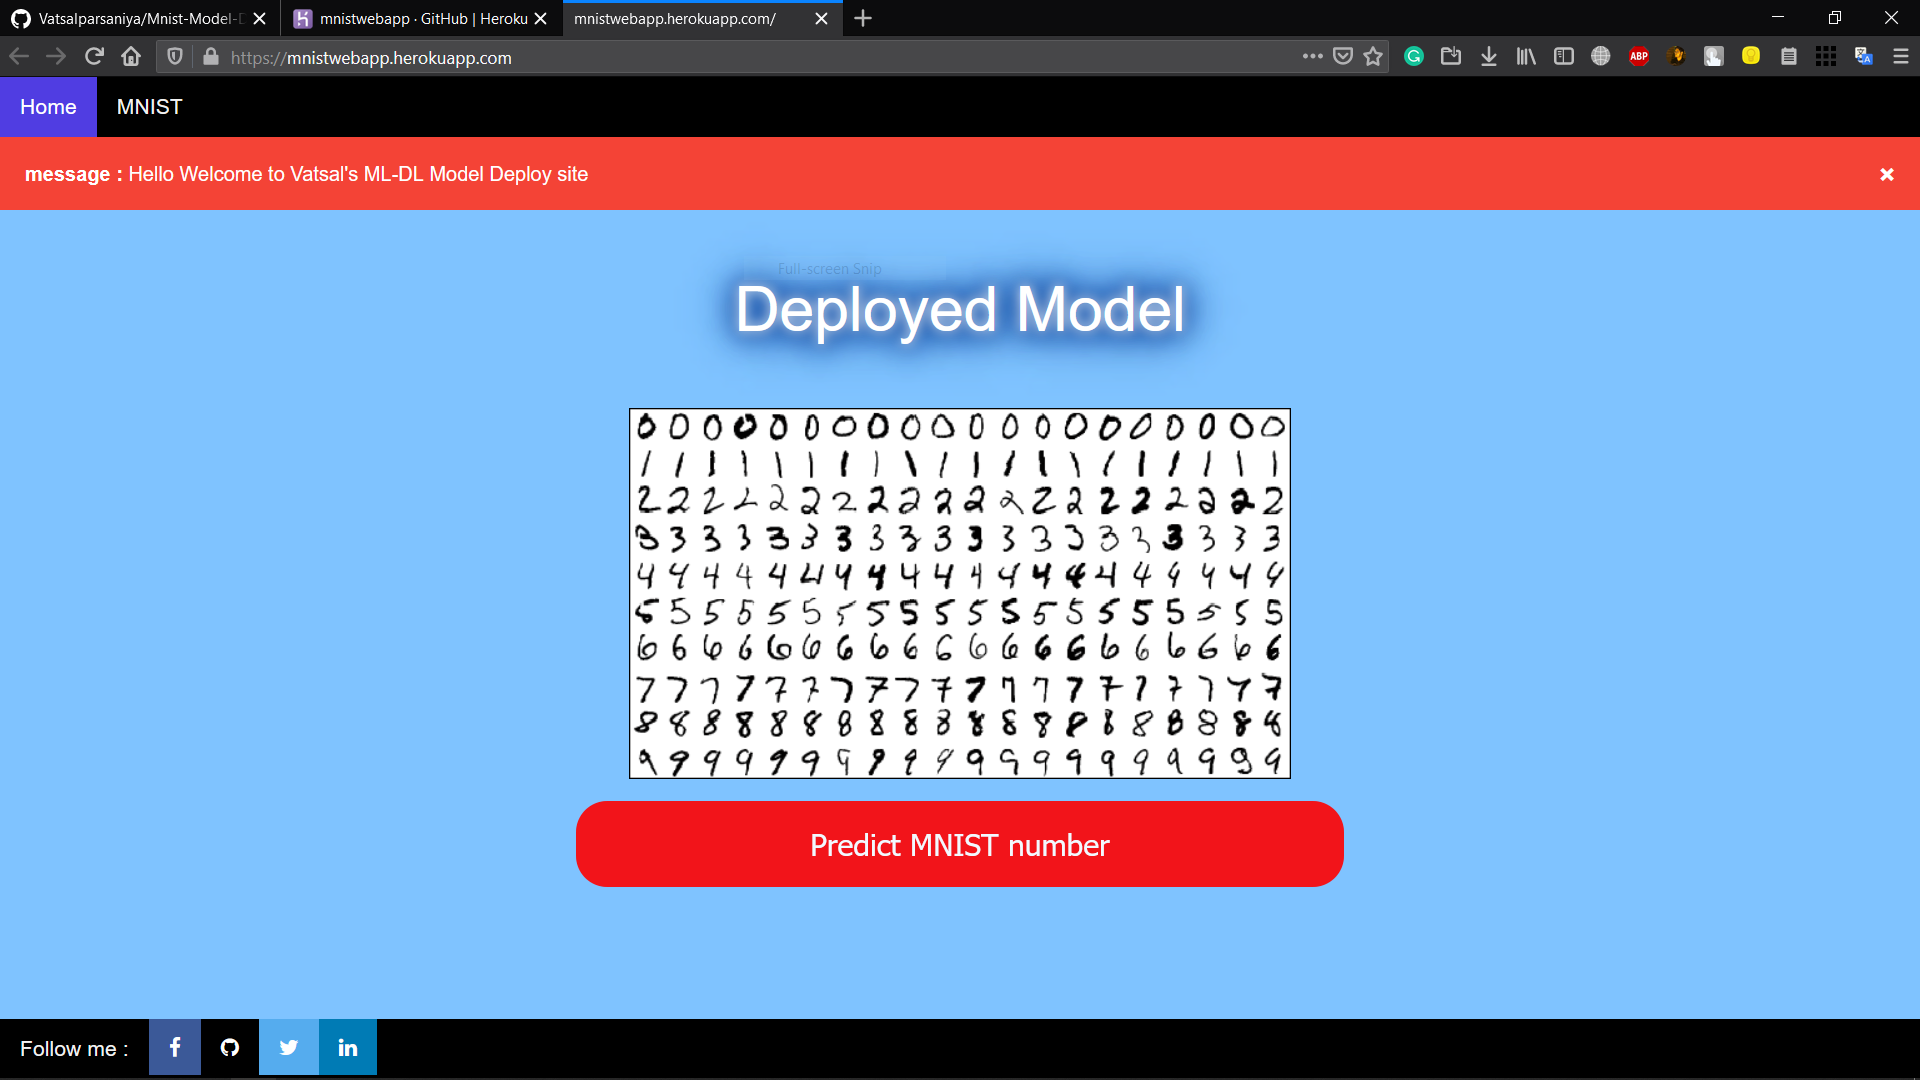 Vatsalparsaniya/Mnist-Model-D
mnistwebapp · GitHub | Heroku
mnistwebapp.herokuapp.com/
https://mnistwebapp.herokuapp.com
ABP
Home
MNIST
message : Hello Welcome to Vatsal's ML-DL Model Deploy site
Full-screen Snip
Deployed Model
0 0 0 0 0 0 0 0 0 0 0 0 0 0 0 0 0 0 0 0
1 1 1 1 1 1 1 1 1 1 1 1 1 1 1 1 1 1 1 1
2 2 2 2 2 2 2 2 2 2 2 2 2 2 2 2 2 2 2 2
3 3 3 3 3 3 3 3 3 3 3 3 3 3 3 3 3 3 3 3
4 4 4 4 4 4 4 4 4 4 4 4 4 4 4 4 4 4 4 4
5 5 5 5 5 5 5 5 5 5 5 5 5 5 5 5 5 5 5 5
6 6 6 6 6 6 6 6 6 6 6 6 6 6 6 6 6 6 6 6
7 7 7 7 7 7 7 7 7 7 7 7 7 7 7 7 7 7 7 7
8 8 8 8 8 8 8 8 8 8 8 8 8 8 8 8 8 8 8 8
9 9 9 9 9 9 9 9 9 9 9 9 9 9 9 9 9 9 9 9
Predict MNIST number
Follow me :